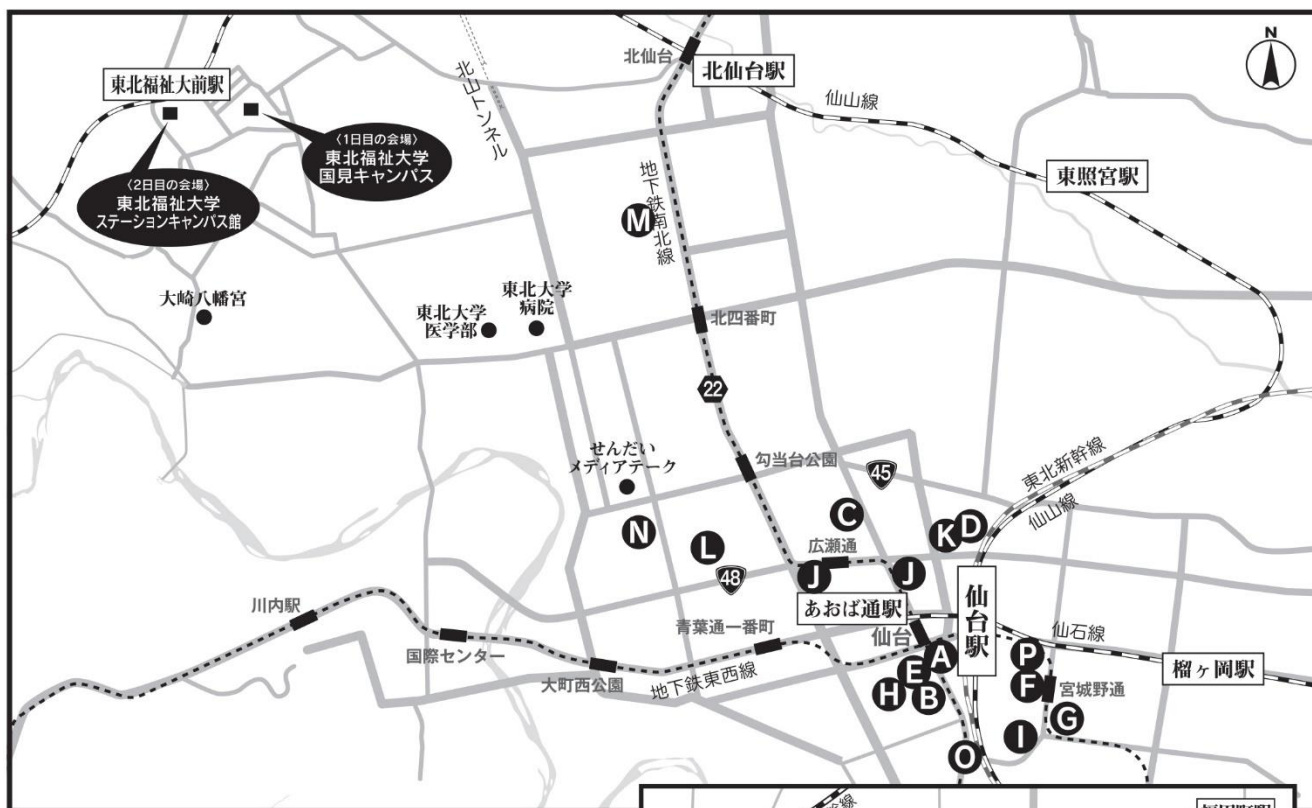 N
北仙台
北仙台駅
東北福祉大前駅
北山トンネル
仙山線
〈1日目の会場〉
東北福祉大学
国見キャンパス
〈2日目の会場〉
東北福祉大学
ステーションキャンパス館
東照宮駅
地下鉄南北線
M
大崎八幡宮
東北大学
医学部
東北大学
病院
北四番町
22
せんだい
メディアテーク
勾当台公園
45
東北新幹線
仙山線
C
K
D
N
L
広瀬通
48
J
J
あおば通駅
仙台駅
川内駅
青葉通一番町
仙台
仙石線
国際センター
A
P
榴ヶ岡駅
大町西公園
地下鉄東西線
E
F
宮城野通
H
B
G
I
O